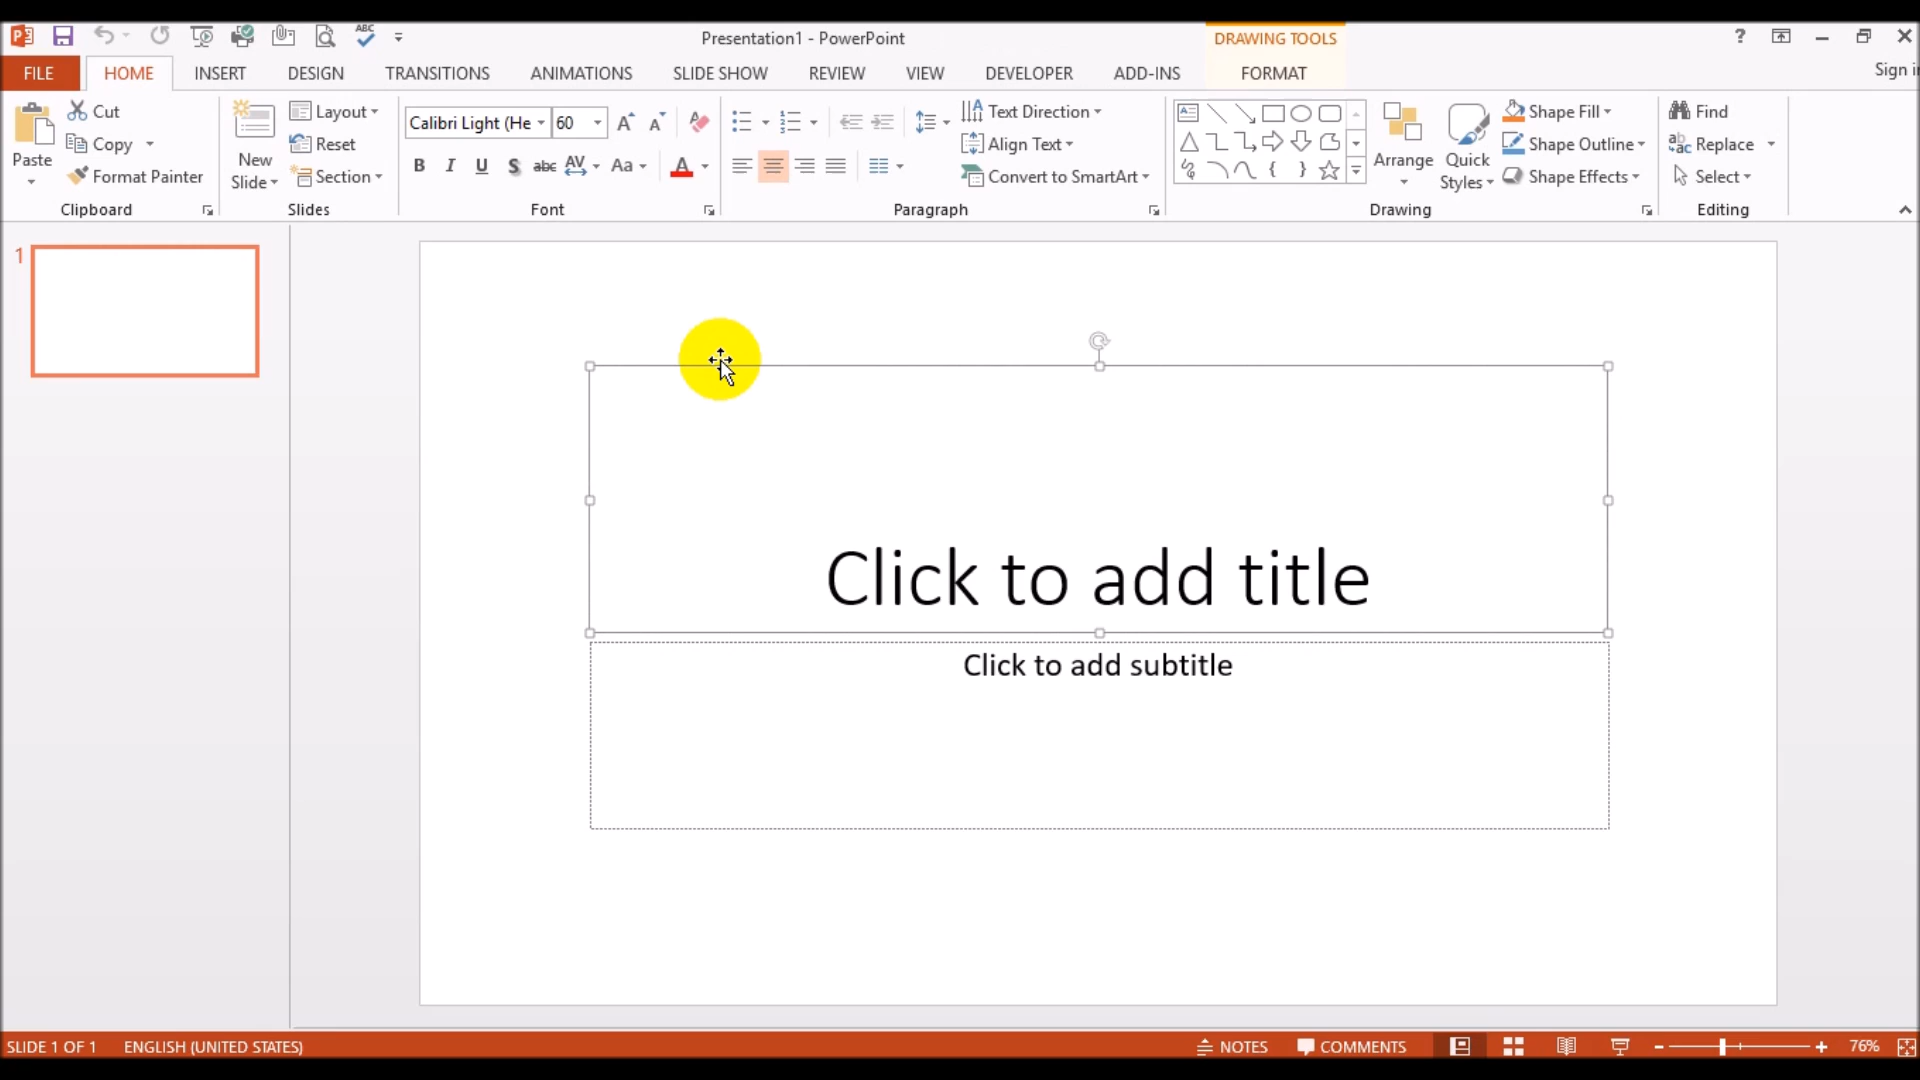 Presentation1 - PowerPoint
DRAWING TOOLS
?
FILE HOME INSERT DESIGN TRANSITIONS ANIMATIONS SLIDE SHOW REVIEW VIEW DEVELOPER ADD-INS FORMAT
Sign in
Paste
Cut
Copy
Format Painter
Clipboard
New
Slide
Layout
Reset
Section
Slides
Calibri Light (He
60
B I U S abc AV Aa A
Font
Text Direction
Align Text
Convert to SmartArt
Paragraph
Arrange
Quick
Styles
Shape Fill
Shape Outline
Shape Effects
Drawing
Find
Replace
Select
Editing
1
Click to add title
Click to add subtitle
SLIDE 1 OF 1 ENGLISH (UNITED STATES) NOTES COMMENTS 76%